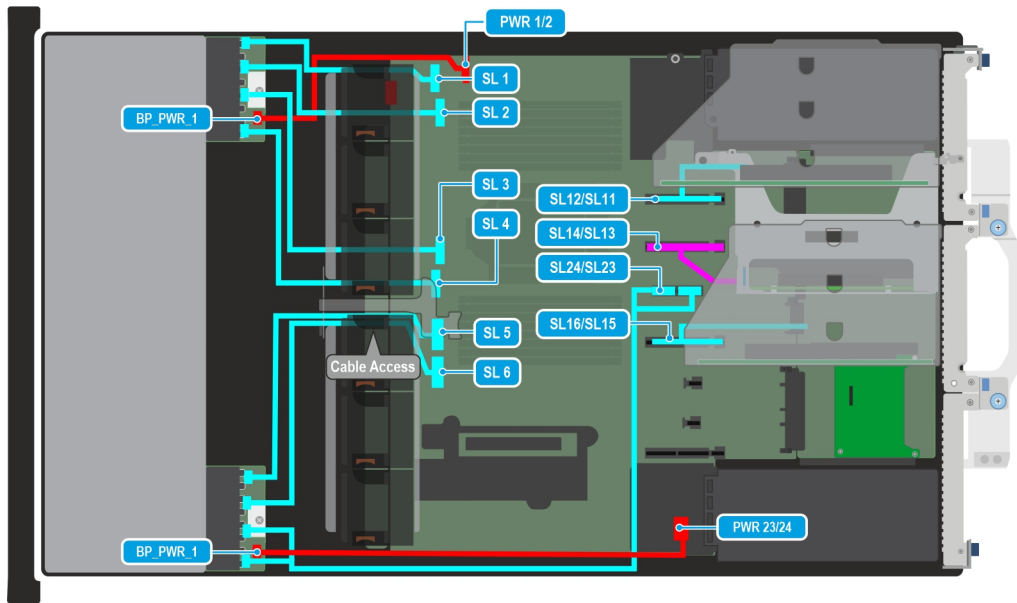 PWR 1/2
SL 1
SL 2
BP_PWR_1
SL 3
SL12/SL11
SL 4
SL14/SL13
SL24/SL23
SL 5
SL16/SL15
Cable Access
SL 6
PWR 23/24
BP_PWR_1